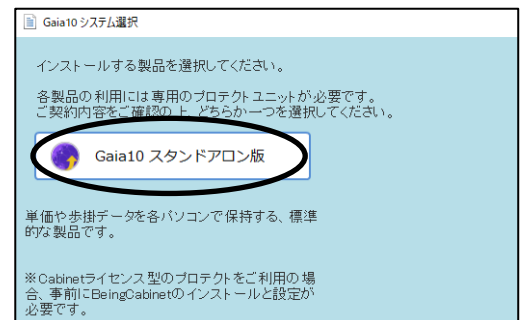 Gaia10 システム選択
インストールする製品を選択してください。
各製品の利用には専用のプロテクトユニットが必要です。
ご契約内容をご確認の上、どちらか一つを選択してください。
Gaia10 スタンドアロン版
単価や歩掛データを各パソコンで保持する、標準
的な製品です。
※Cabinetライセンス型のプロテクトをご利用の場
合、事前にBeingCabinetのインストールと設定が
必要です。